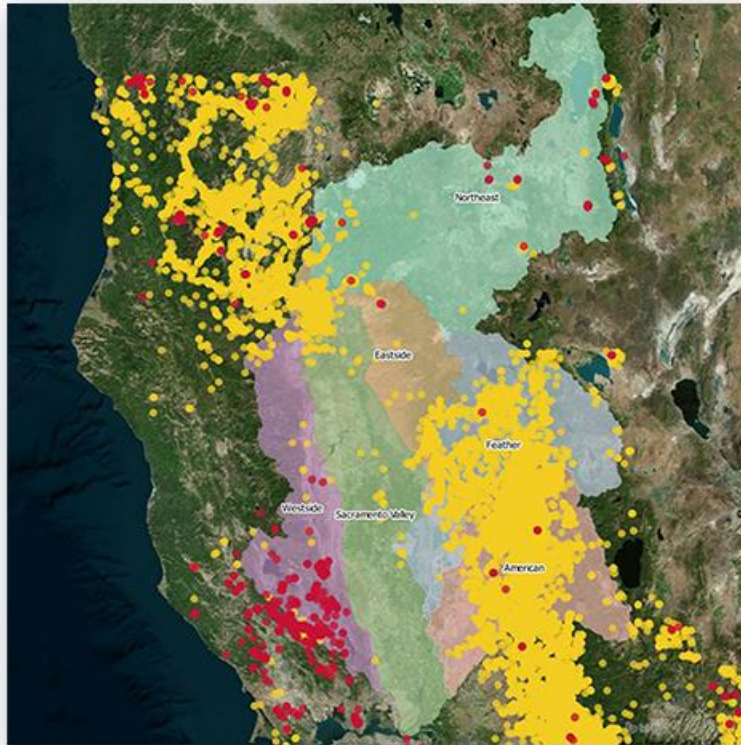 Northeast
Eastside
Feather
Westside
Sacramento Valley
American